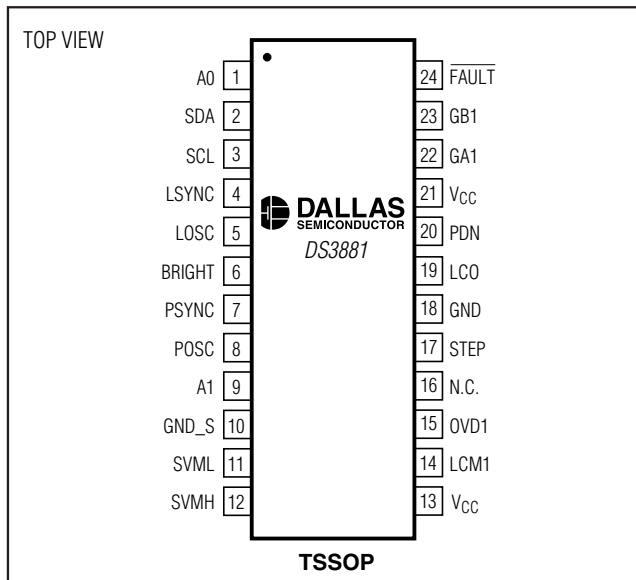 TOP VIEW
A0 1
SDA 2
SCL 3
LSYNC 4
LOSC 5
BRIGHT 6
PSYNC 7
POSC 8
A1 9
GND_S 10
SVML 11
SVMH 12
DALLAS
SEMICONDUCTOR
DS3881
24 FAULT
23 GB1
22 GA1
21 VCC
20 PDN
19 LCO
18 GND
17 STEP
16 N.C.
15 OVD1
14 LCM1
13 VCC
TSSOP